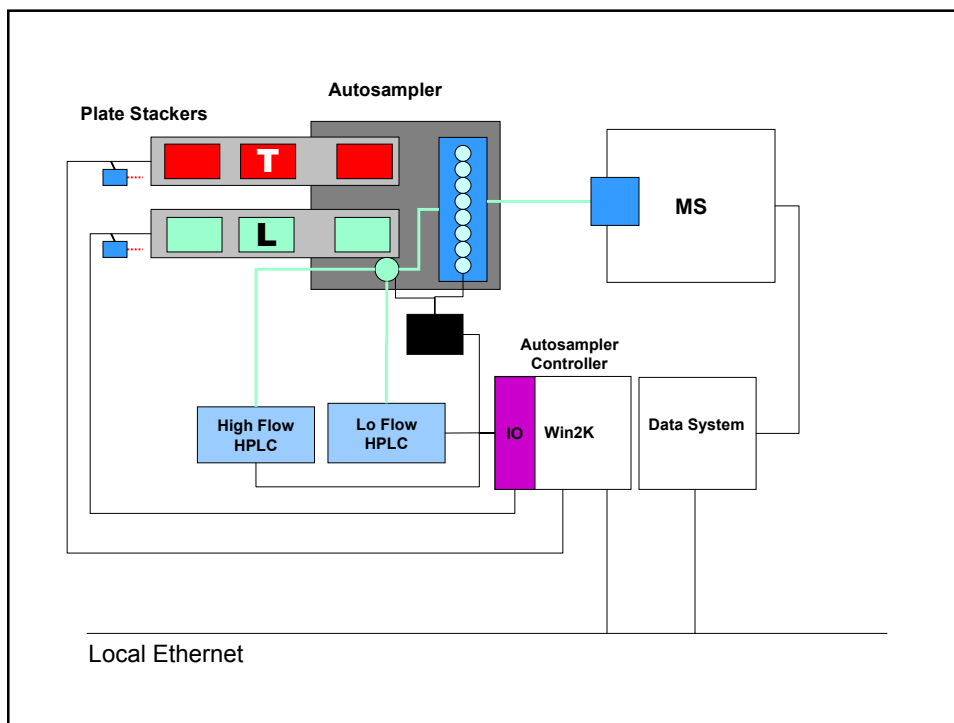 Autosampler
Plate Stackers
T
L
MS
Autosampler
Controller
High Flow
HPLC
Lo Flow
HPLC
IO
Win2K
Data System
Local Ethernet